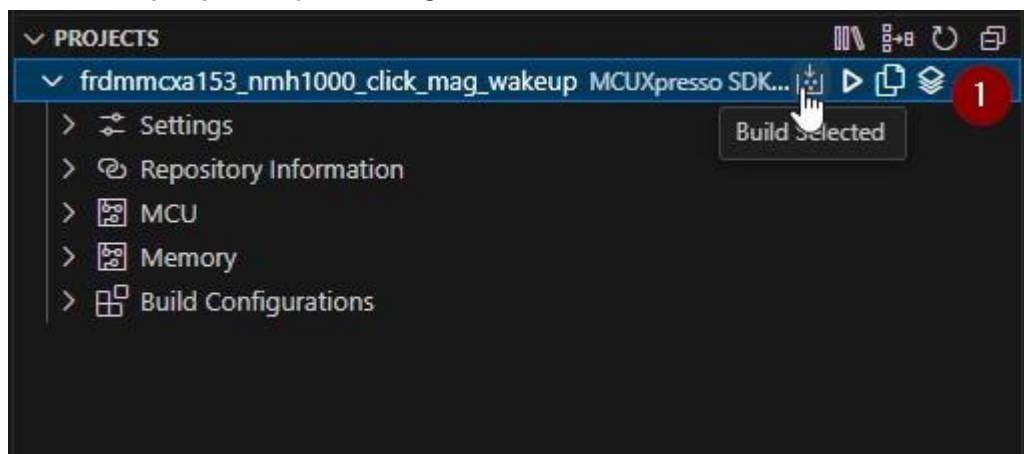 PROJECTS
frdmmcxa153_nmh1000_click_mag_wakeup MCUXpresso SDK... 1
Settings
Build Selected
Repository Information
MCU
Memory
Build Configurations